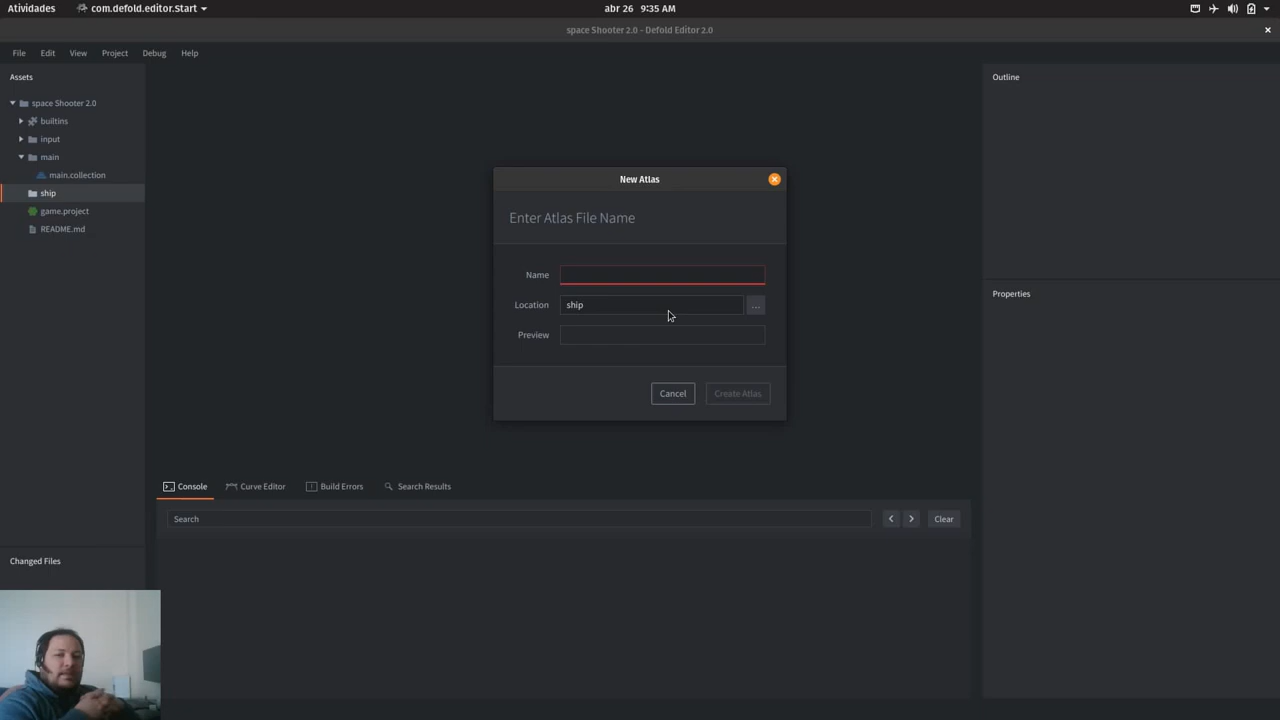 Atividades
com.defold.editor.Start
abr 26 9:35 AM
space Shooter 2.0 - Defold Editor 2.0
File Edit View Project Debug Help
Assets
space Shooter 2.0
builtins
input
main
main.collection
ship
game.project
README.md
New Atlas
Enter Atlas File Name
Name
Location ship ...
Preview
Cancel Create Atlas
Outline
Properties
Console Curve Editor Build Errors Search Results
Search
Clear
Changed Files